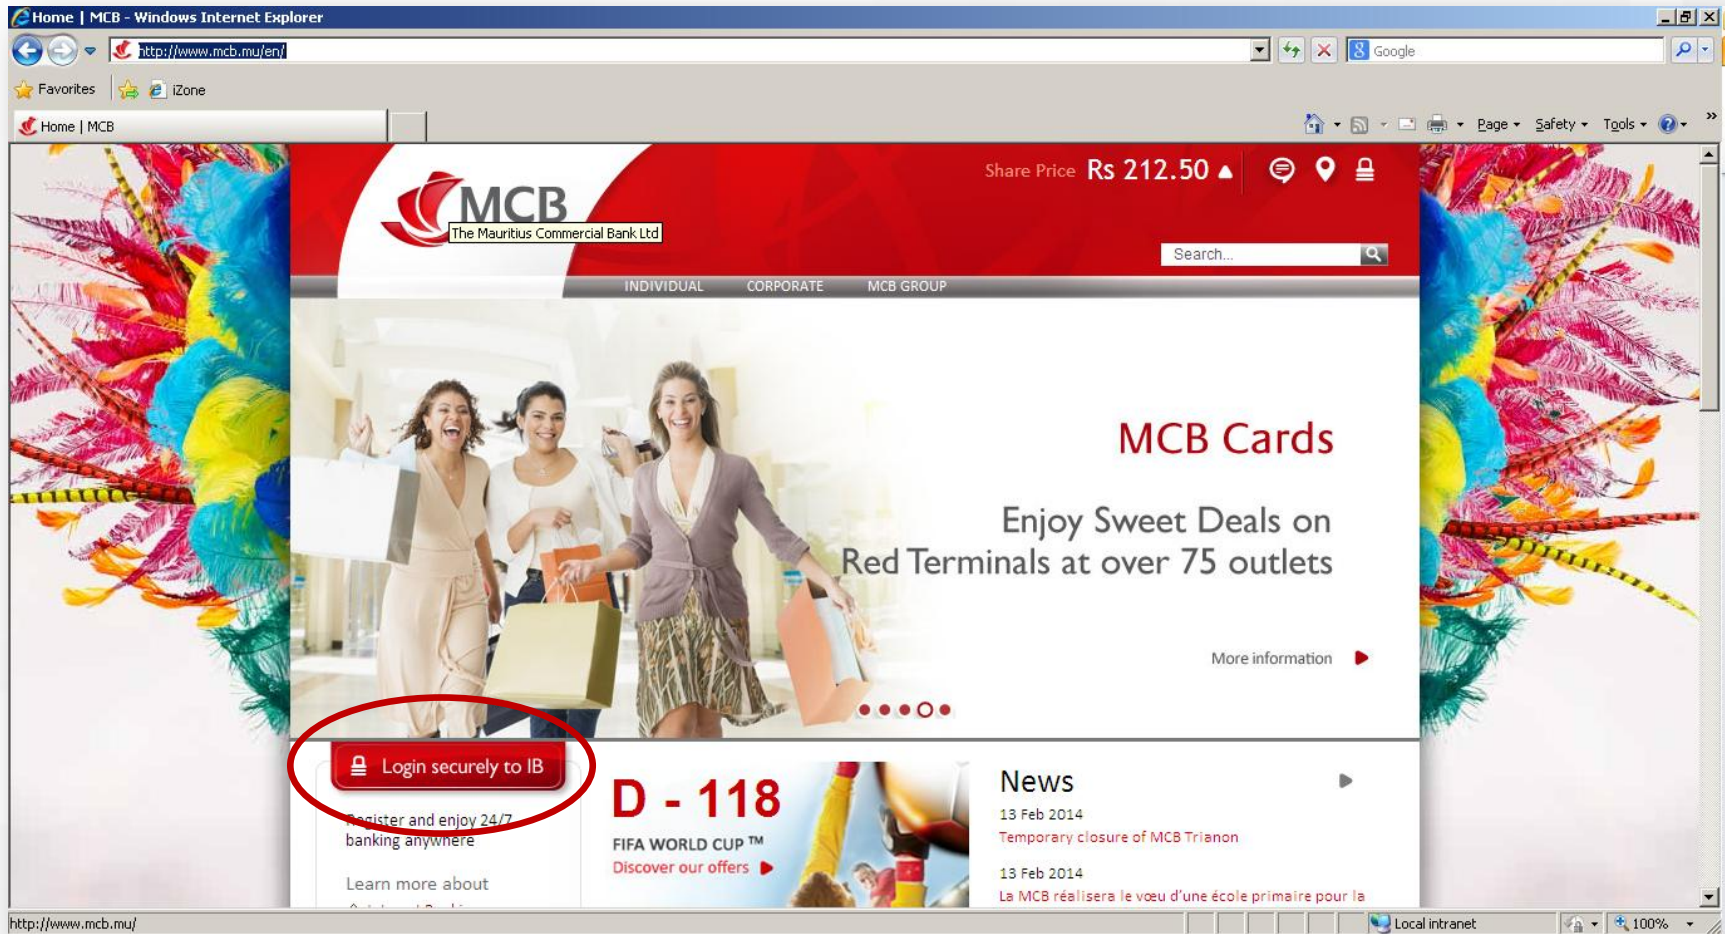 Home | MCB - Windows Internet Explorer
http://www.mcb.mu/en/
Google
Favorites
iZone
Home | MCB
Page
Safety
Tools
Share Price Rs 212.50
MCB
The Mauritius Commercial Bank Ltd
Search...
INDIVIDUAL CORPORATE MCB GROUP
MCB Cards
Enjoy Sweet Deals on
Red Terminals at over 75 outlets
More information
Login securely to IB
Register and enjoy 24/7
banking anywhere
Learn more about
D - 118
FIFA WORLD CUP ™
Discover our offers
News
13 Feb 2014
Temporary closure of MCB Trianon
13 Feb 2014
La MCB réalisera le vœu d'une école primaire pour la
http://www.mcb.mu/
Local intranet
100%